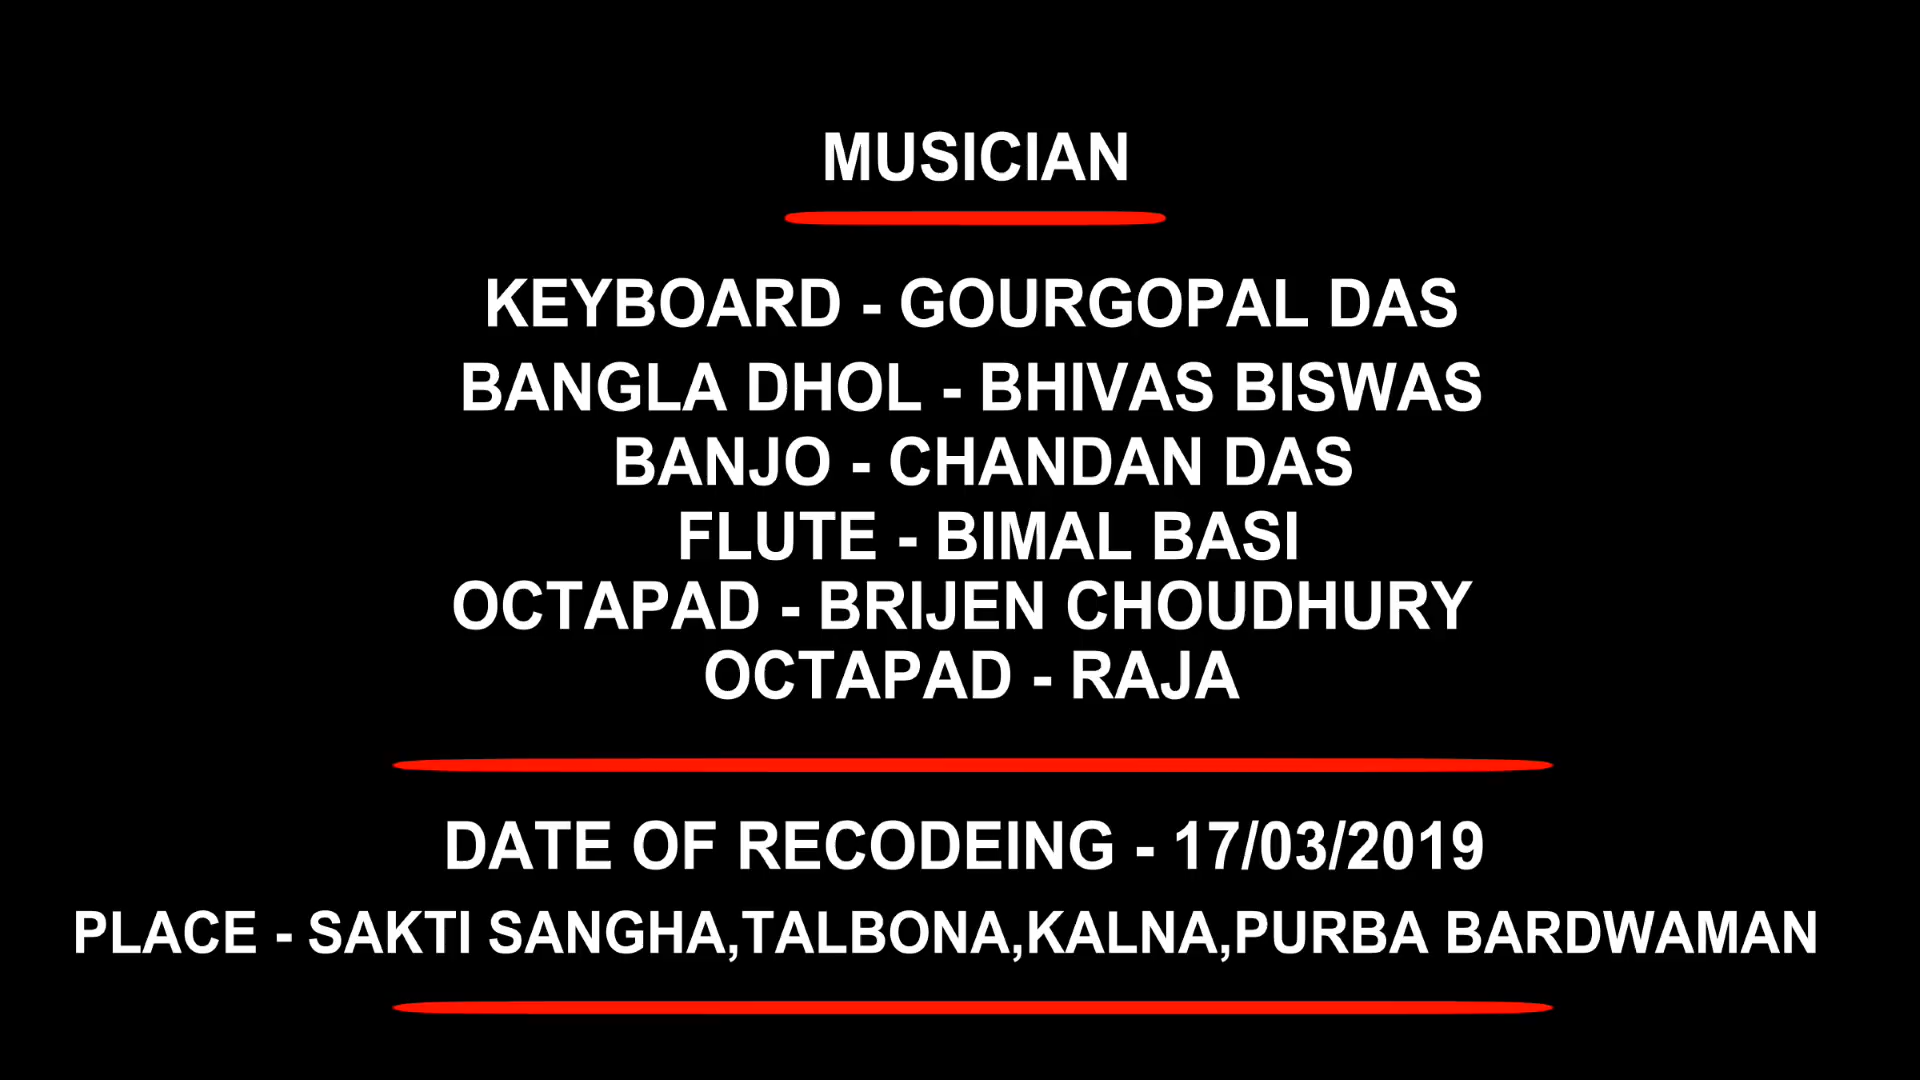 MUSICIAN
KEYBOARD - GOURGOPAL DAS
BANGLA DHOL - BHIVAS BISWAS
BANJO - CHANDAN DAS
FLUTE - BIMAL BASI
OCTAPAD - BRIJEN CHOUDHURY
OCTAPAD - RAJA
DATE OF RECODEING - 17/03/2019
PLACE - SAKTI SANGHA,TALBONA,KALNA,PURBA BARDWAMAN